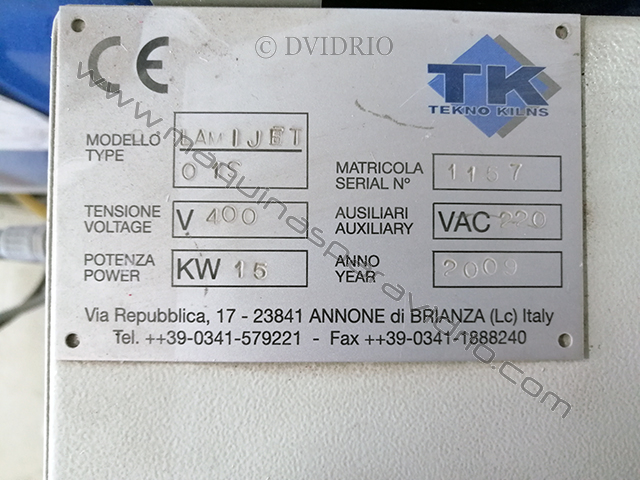 © DVIDRIO
CE
TK
TEKNO KILNS
MODELLO
TYPE
LAMIJET
015
MATRICOLA
SERIAL N°
1157
TENSIONE
VOLTAGE
V 400
AUSILIARI
AUXILIARY
VAC 220
POTENZA
POWER
KW 15
ANNO
YEAR
2009
Via Repubblica, 17 - 23841 ANNONE di BRIANZA (Lc) Italy
Tel. ++39-0341-579221 - Fax ++39-0341-1888240
www.maquinasparavidrio.com